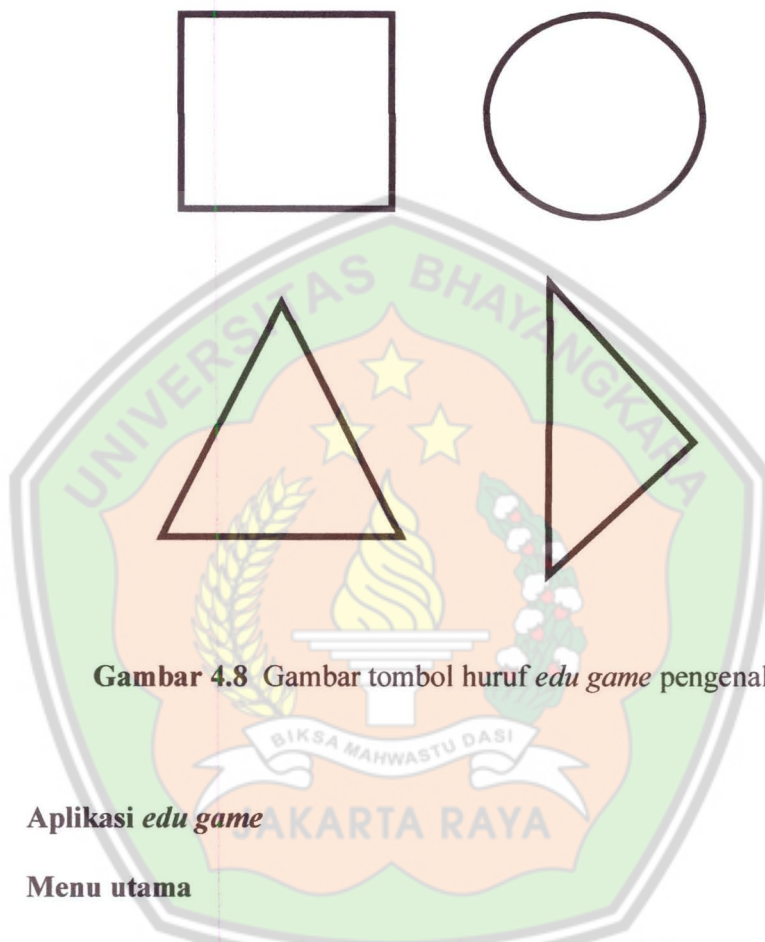 UNIVERSITAS BHAYANGKARA
Gambar 4.8 Gambar tombol huruf edu game pengenal
BIKSA MAHWASTU DASI
Aplikasi edu game
JAKARTA RAYA
Menu utama